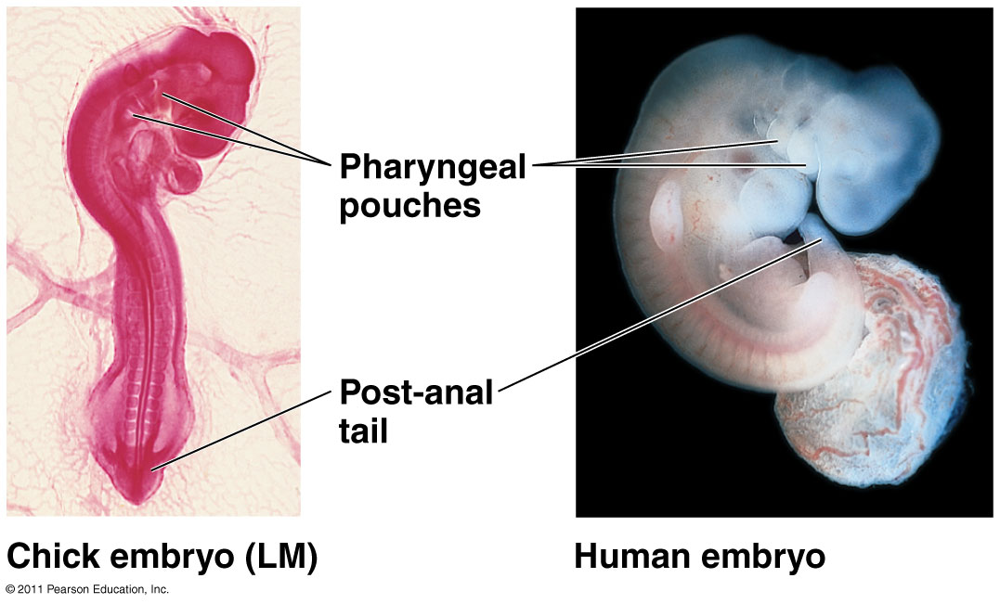 Pharyngeal
pouches
Post-anal
tail
Chick embryo (LM)
Human embryo
© 2011 Pearson Education, Inc.